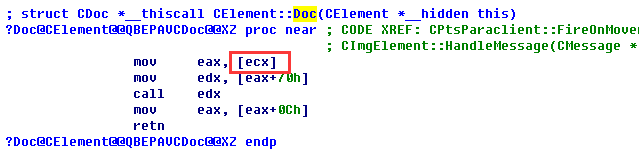 ; struct CDoc *__thiscall CElement::Doc(CElement *__hidden this)
?Doc@CElement@@QBEPAVCDoc@@XZ proc near ; CODE XREF: CPtsParaclient::FireOnMove
; CImgElement::HandleMessage(CMessage *
mov eax, [ecx]
mov edx, [eax+70h]
call edx
mov eax, [eax+0Ch]
retn
?Doc@CElement@@QBEPAVCDoc@@XZ endp